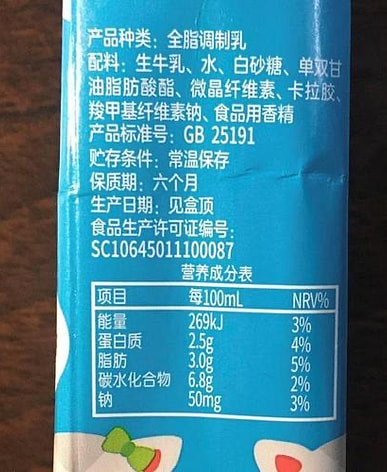 产品种类：全脂调制乳
配料：生牛乳、水、白砂糖、单双甘
油脂肪酸酯、微晶纤维素、卡拉胶、
羧甲基纤维素钠、食品用香精
产品标准号：GB 25191
贮存条件：常温保存
保质期：六个月
生产日期：见盒顶
食品生产许可证编号：
SC10645011100087
营养成分表
项目 每100mL NRV%
能量 269kJ 3%
蛋白质 2.5g 4%
脂肪 3.0g 5%
碳水化合物 6.8g 2%
钠 50mg 3%